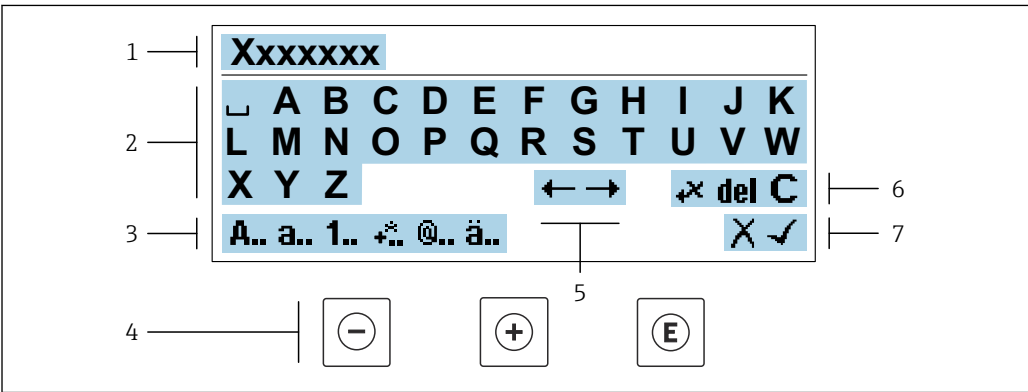 1 Xxxxxxx
2 ⌴ A B C D E F G H I J K
L M N O P Q R S T U V W
X Y Z ← → +× del C 6
3 A.. a.. 1.. +*.. @.. ä.. X ✓ 7
5
4 − + E